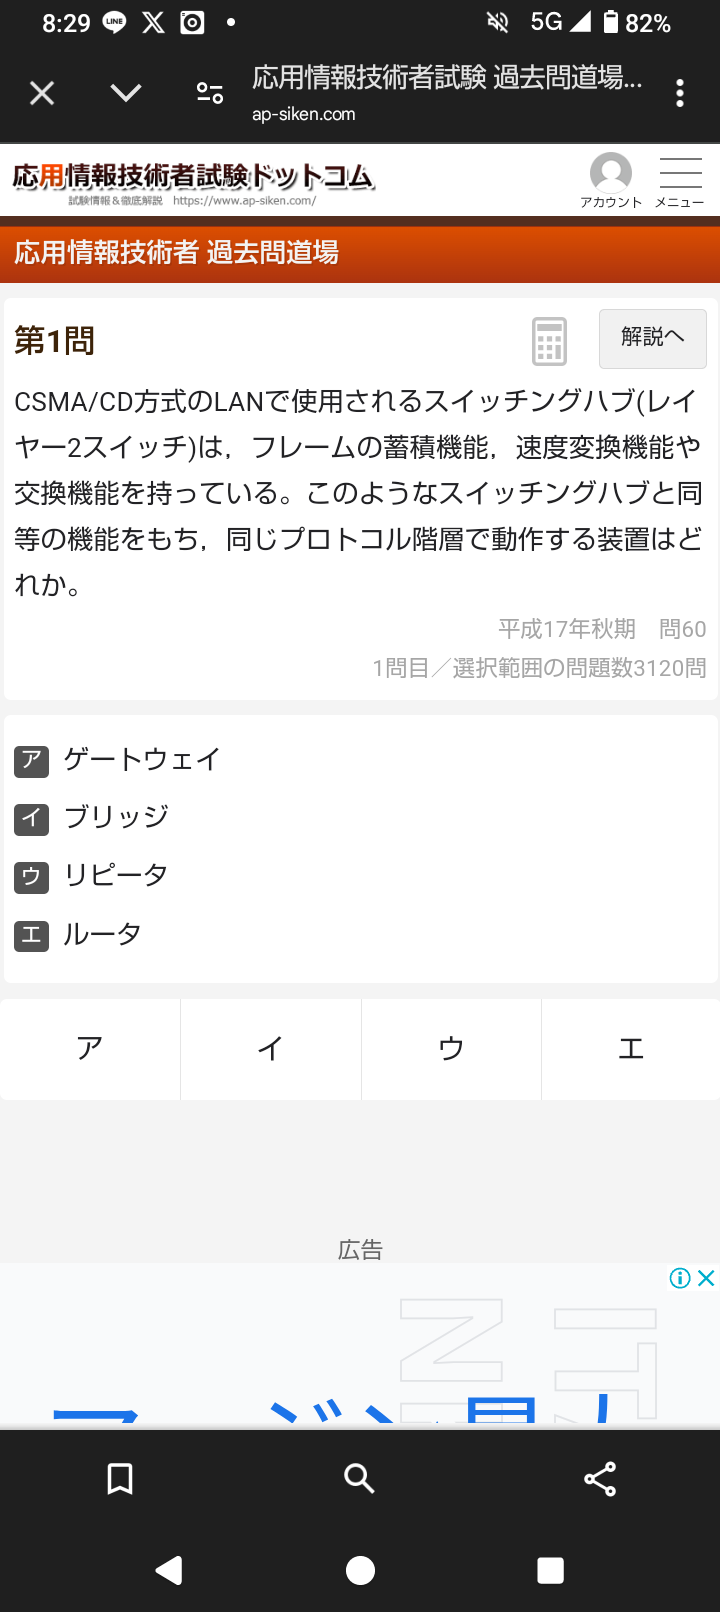 8:29 LINE 5G 82%
応用情報技術者試験 過去問道場...
ap-siken.com
応用情報技術者試験ドットコム
試験情報&徹底解説 https://www.ap-siken.com/
アカウント メニュー
応用情報技術者 過去問道場
第1問 解説へ
CSMA/CD方式のLANで使用されるスイッチングハブ(レイ
ヤー2スイッチ)は，フレームの蓄積機能，速度変換機能や
交換機能を持っている。このようなスイッチングハブと同
等の機能をもち，同じプロトコル階層で動作する装置はど
れか。
平成17年秋期 問60
1問目／選択範囲の問題数3120問
ア ゲートウェイ
イ ブリッジ
ウ リピータ
エ ルータ
ア イ ウ エ
広告